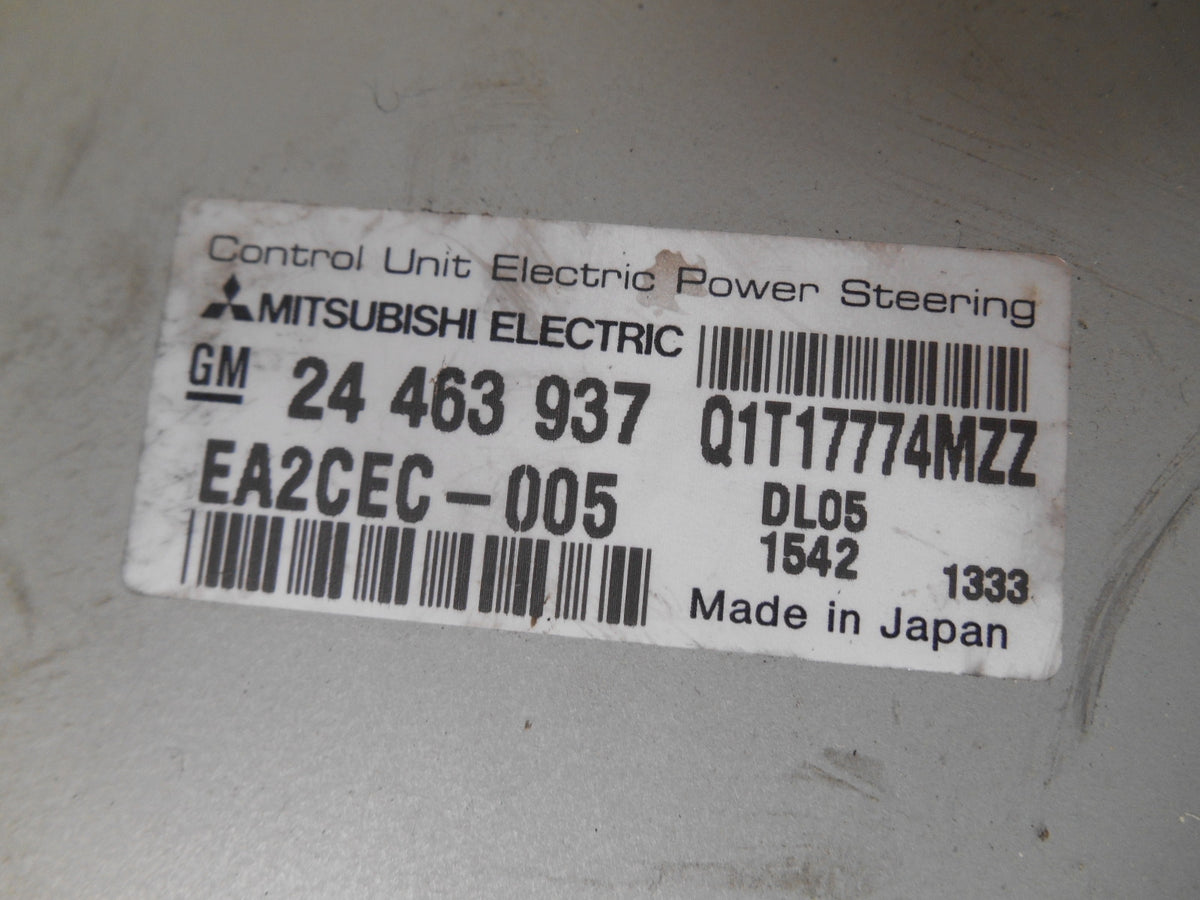 Control Unit Electric Power Steering
MITSUBISHI ELECTRIC
GM 24 463 937
Q1T17774MZZ
EA2CEC-005
DL05
1542 1333
Made in Japan